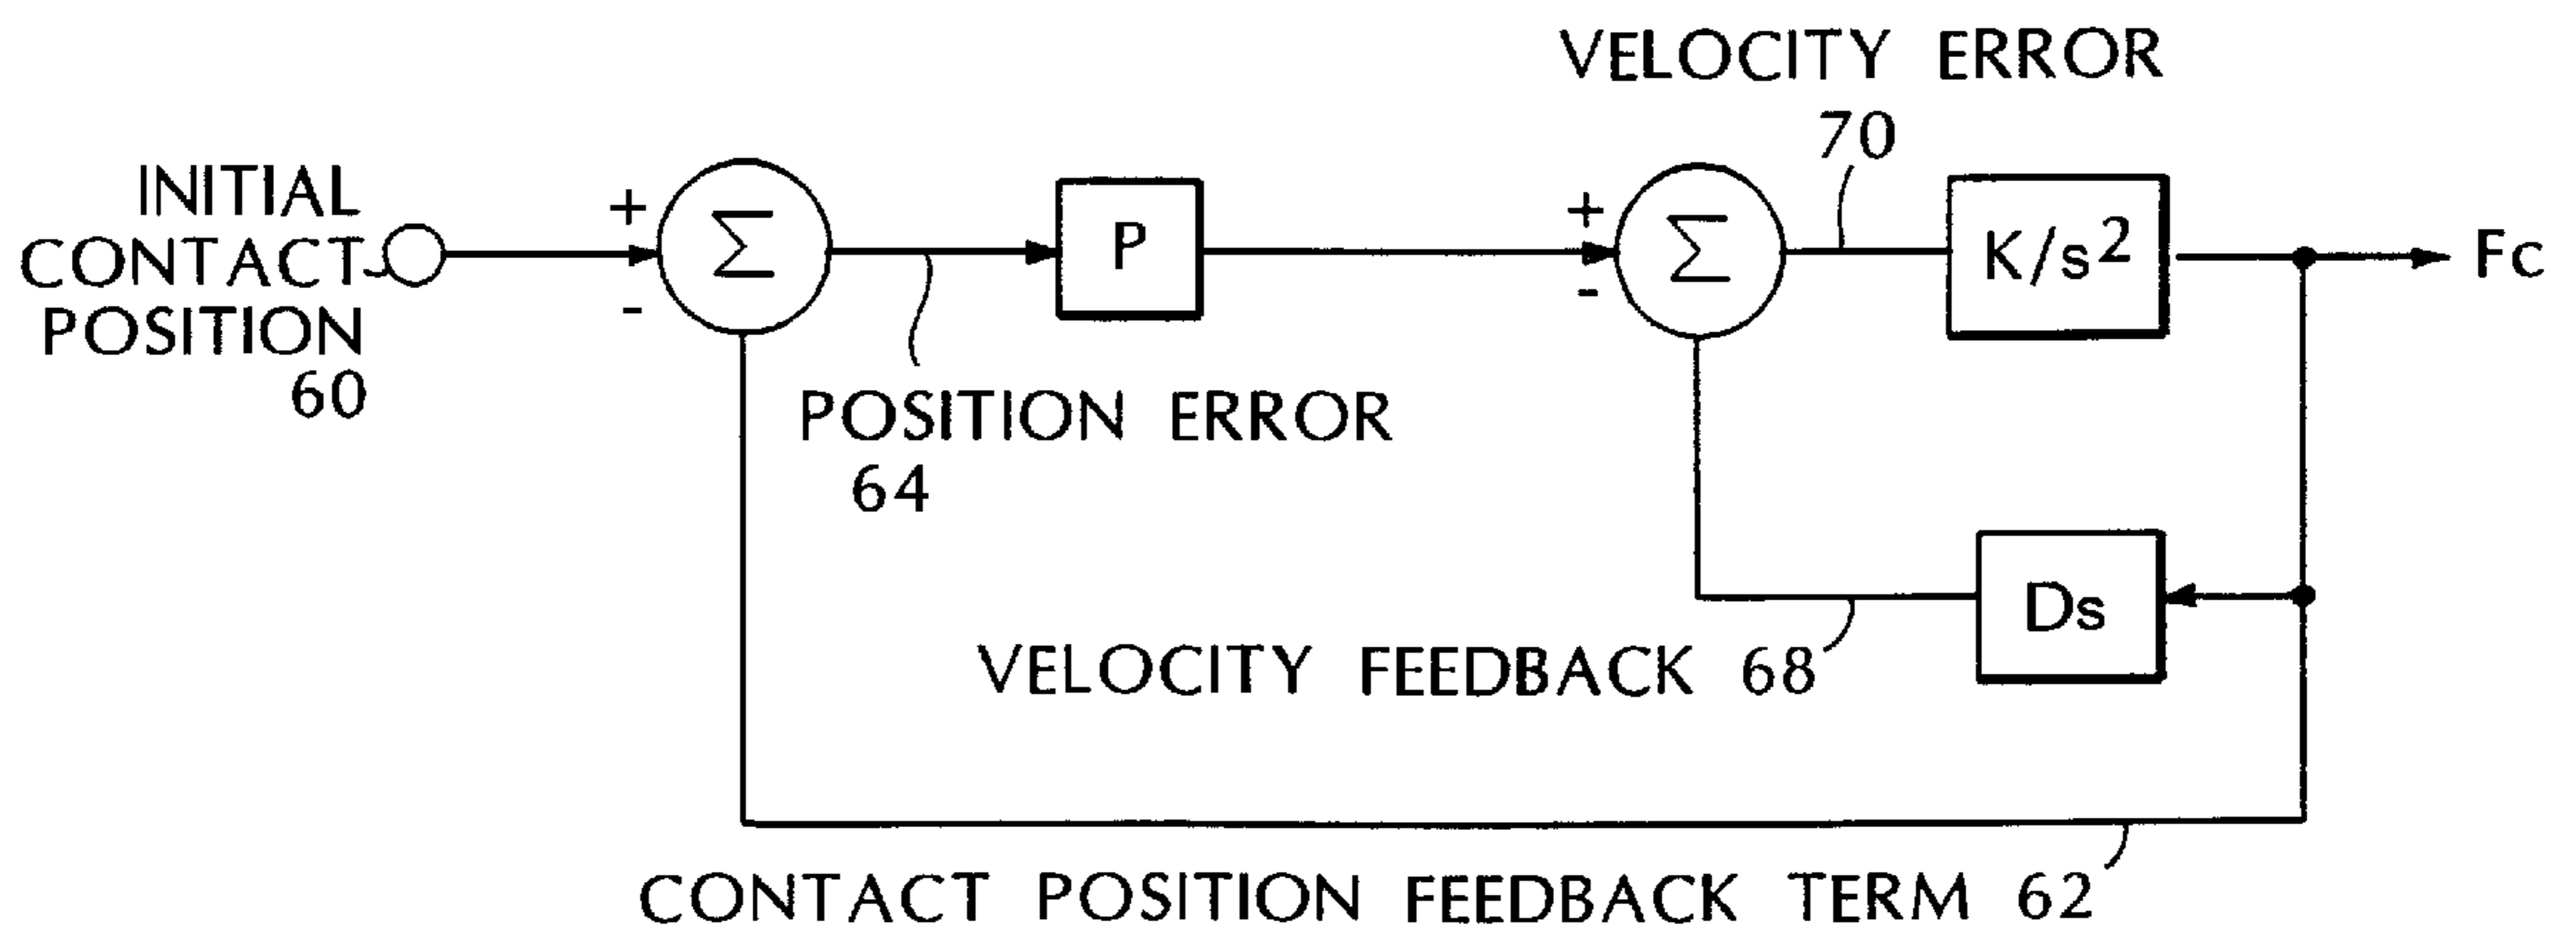 VELOCITY ERROR
70
INITIAL
CONTACT
POSITION
60
+
-
Σ
P
+
-
Σ
K/s²
Fc
POSITION ERROR
64
Ds
VELOCITY FEEDBACK 68
CONTACT POSITION FEEDBACK TERM 62